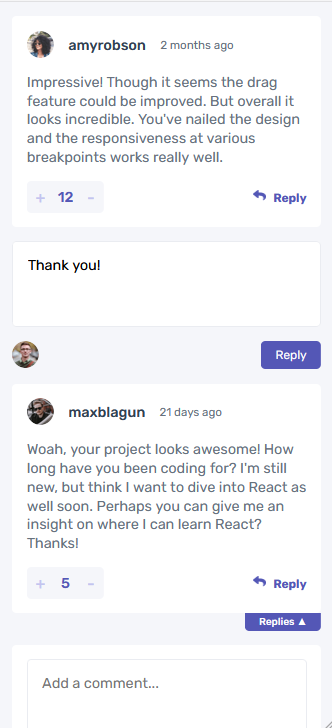 amyrobson 2 months ago
Impressive! Though it seems the drag
feature could be improved. But overall it
looks incredible. You've nailed the design
and the responsiveness at various
breakpoints works really well.
+ 12 - Reply
Thank you!
Reply
maxblagun 21 days ago
Woah, your project looks awesome! How
long have you been coding for? I'm still
new, but think I want to dive into React as
well soon. Perhaps you can give me an
insight on where I can learn React?
Thanks!
+ 5 - Reply
Replies ▲
Add a comment...